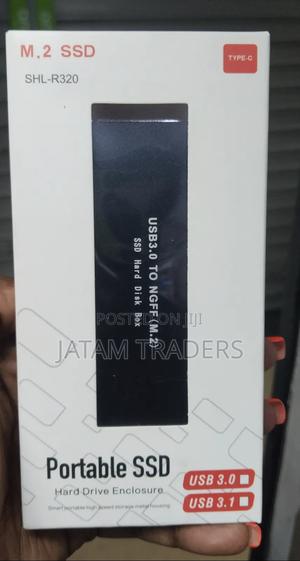 M.2 SSD
TYPE-C
SHL-R320
USB3.0 TO NGFF(M.2)
SSD Hard Disk Box
POSTED ON JIJI
JATAM TRADERS
Portable SSD
Hard Drive Enclosure
Smart portable high speed storage metal housing
USB 3.0
USB 3.1